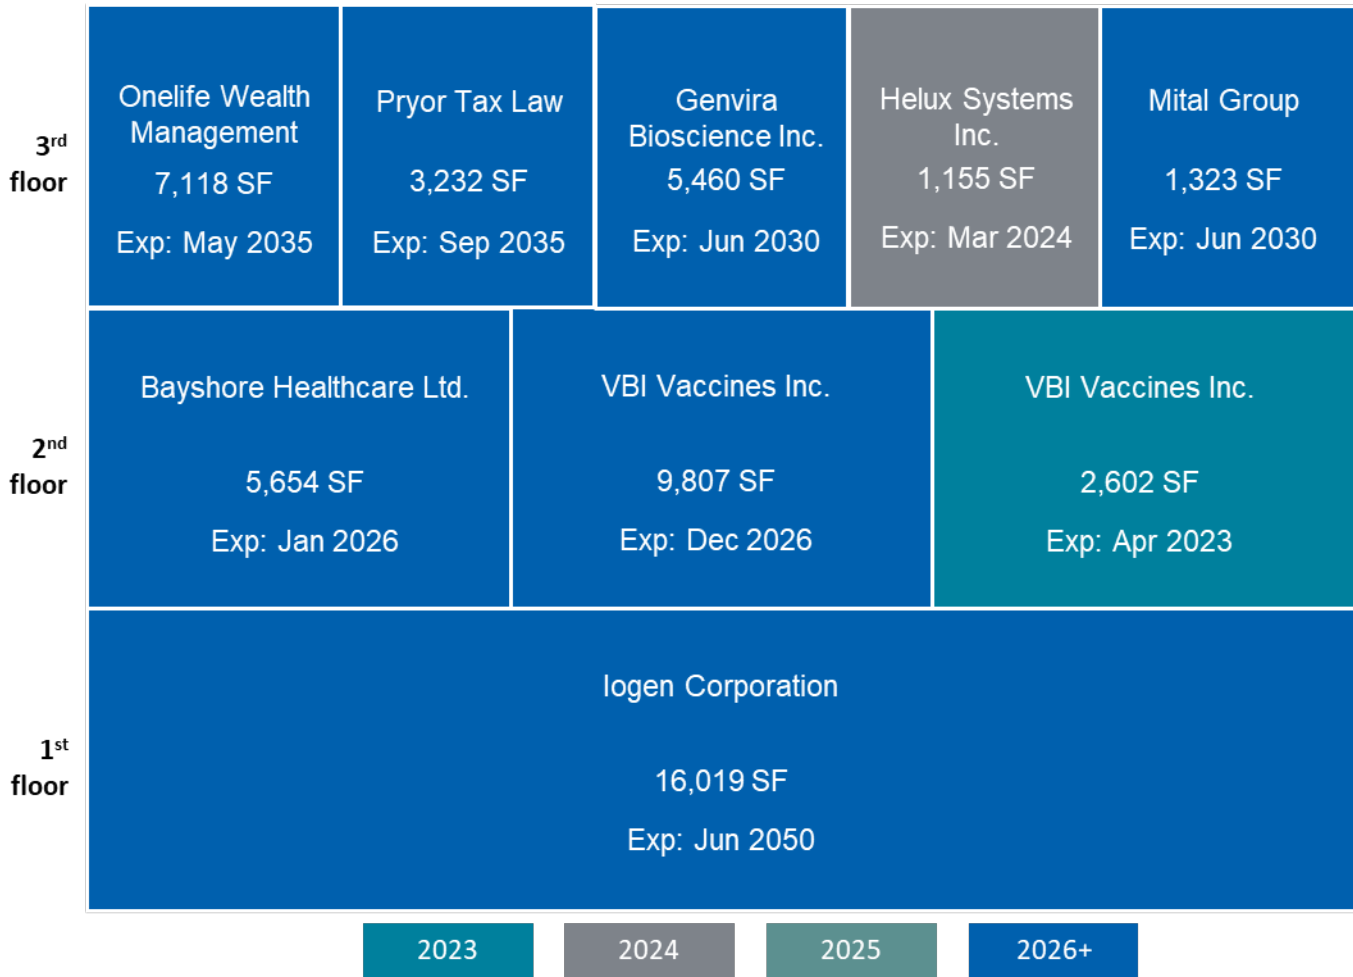 3rd
floor
Onelife Wealth
Management
7,118 SF
Exp: May 2035
Pryor Tax Law
3,232 SF
Exp: Sep 2035
Genvira
Bioscience Inc.
5,460 SF
Exp: Jun 2030
Helux Systems
Inc.
1,155 SF
Exp: Mar 2024
Mital Group
1,323 SF
Exp: Jun 2030
2nd
floor
Bayshore Healthcare Ltd.
5,654 SF
Exp: Jan 2026
VBI Vaccines Inc.
9,807 SF
Exp: Dec 2026
VBI Vaccines Inc.
2,602 SF
Exp: Apr 2023
1st
floor
Iogen Corporation
16,019 SF
Exp: Jun 2050
2023
2024
2025
2026+